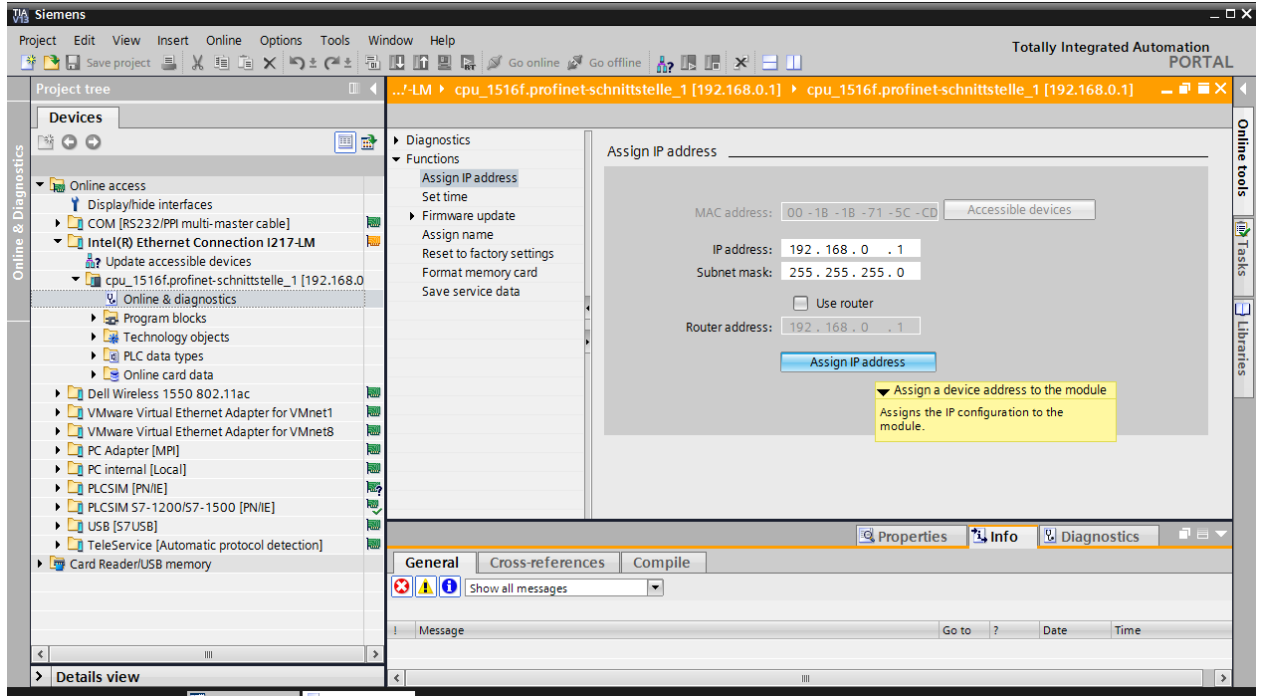 Siemens
Project Edit View Insert Online Options Tools Window Help
Totally Integrated Automation
PORTAL
Save project Go online Go offline
Project tree
../-LM cpu_1516f.profinet-schnittstelle_1 [192.168.0.1] cpu_1516f.profinet-schnittstelle_1 [192.168.0.1]
Devices
Online & Diagnostics
Online access
Display/hide interfaces
COM [RS232/PPI multi-master cable]
Intel(R) Ethernet Connection I217-LM
Update accessible devices
cpu_1516f.profinet-schnittstelle_1 [192.168.0
Online & diagnostics
Program blocks
Technology objects
PLC data types
Online card data
Dell Wireless 1550 802.11ac
VMware Virtual Ethernet Adapter for VMnet1
VMware Virtual Ethernet Adapter for VMnet8
PC Adapter [MPI]
PC internal [Local]
PLCSIM [PN/IE]
PLCSIM S7-1200/S7-1500 [PN/IE]
USB [S7USB]
TeleService [Automatic protocol detection]
Card Reader/USB memory
Details view
Diagnostics
Functions
Assign IP address
Set time
Firmware update
Assign name
Reset to factory settings
Format memory card
Save service data
Assign IP address
MAC address: 00 -1B -1B -71 -5C -CD Accessible devices
IP address: 192 . 168 . 0 . 1
Subnet mask: 255 . 255 . 255 . 0
Use router
Router address: 192 . 168 . 0 . 1
Assign IP address
Assign a device address to the module
Assigns the IP configuration to the
module.
Properties Info Diagnostics
General Cross-references Compile
Show all messages
! Message Go to ? Date Time
Online tools
Tasks
Libraries